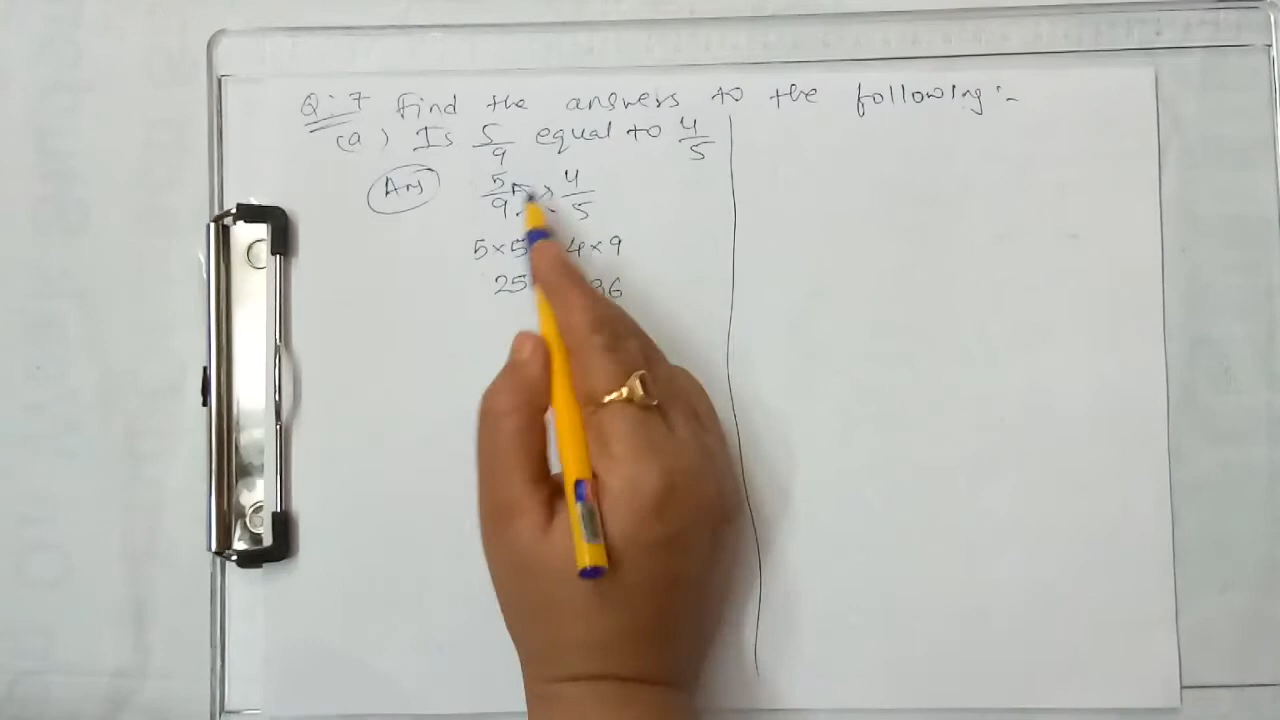 Q:7 Find the answers to the following:-
(a) Is 5/9 equal to 4/5
Ans 5/9 4/5
5×5 4×9
25 36